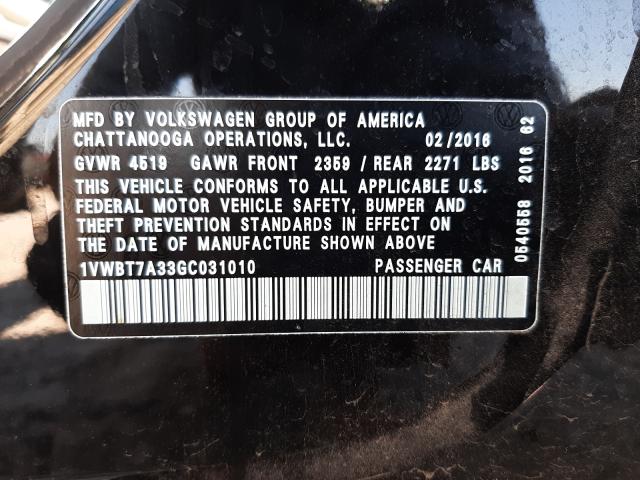 MFD BY VOLKSWAGEN GROUP OF AMERICA
CHATTANOOGA OPERATIONS, LLC. 02/2016
GVWR 4519 GAWR FRONT 2359 / REAR 2271 LBS
THIS VEHICLE CONFORMS TO ALL APPLICABLE U.S.
FEDERAL MOTOR VEHICLE SAFETY, BUMPER AND
THEFT PREVENTION STANDARDS IN EFFECT ON
THE DATE OF MANUFACTURE SHOWN ABOVE
1VWBT7A33GC031010 PASSENGER CAR
0540558 2016 62